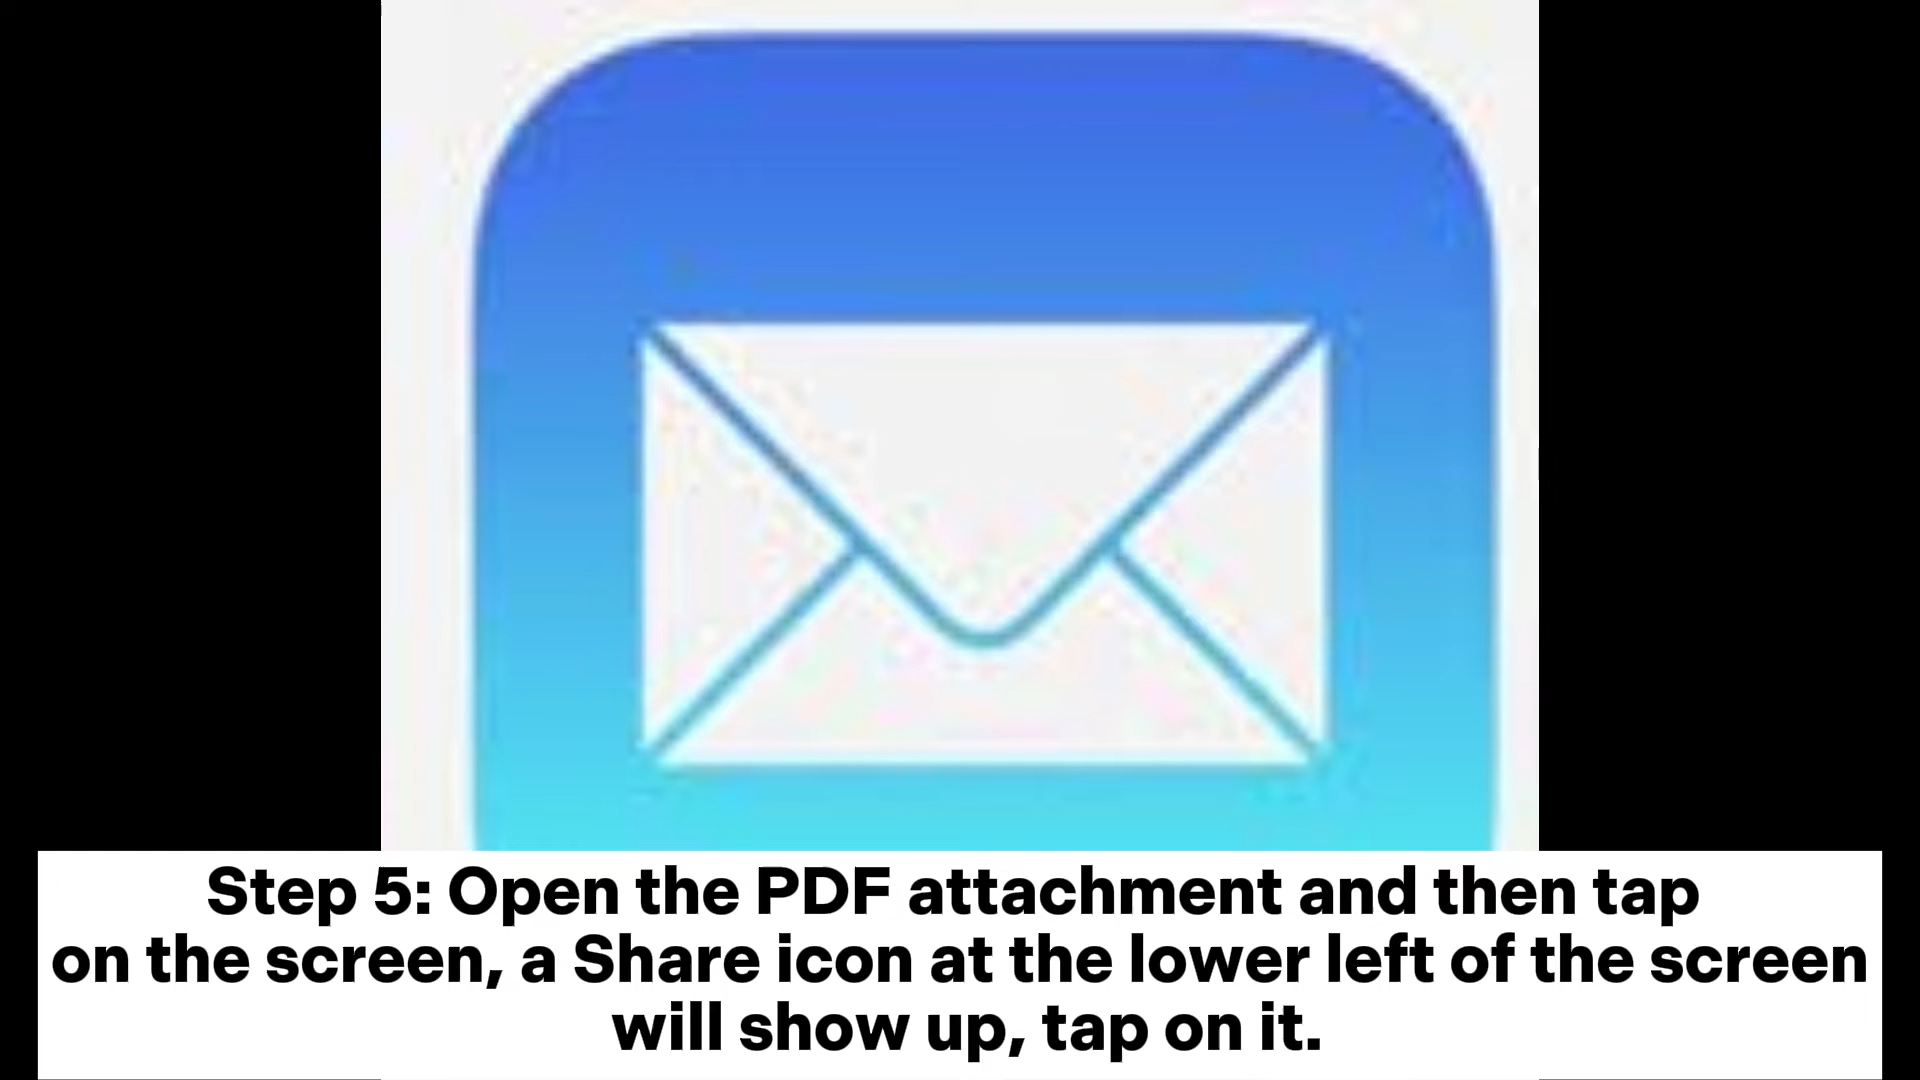 Step 5: Open the PDF attachment and then tap
on the screen, a Share icon at the lower left of the screen
will show up, tap on it.